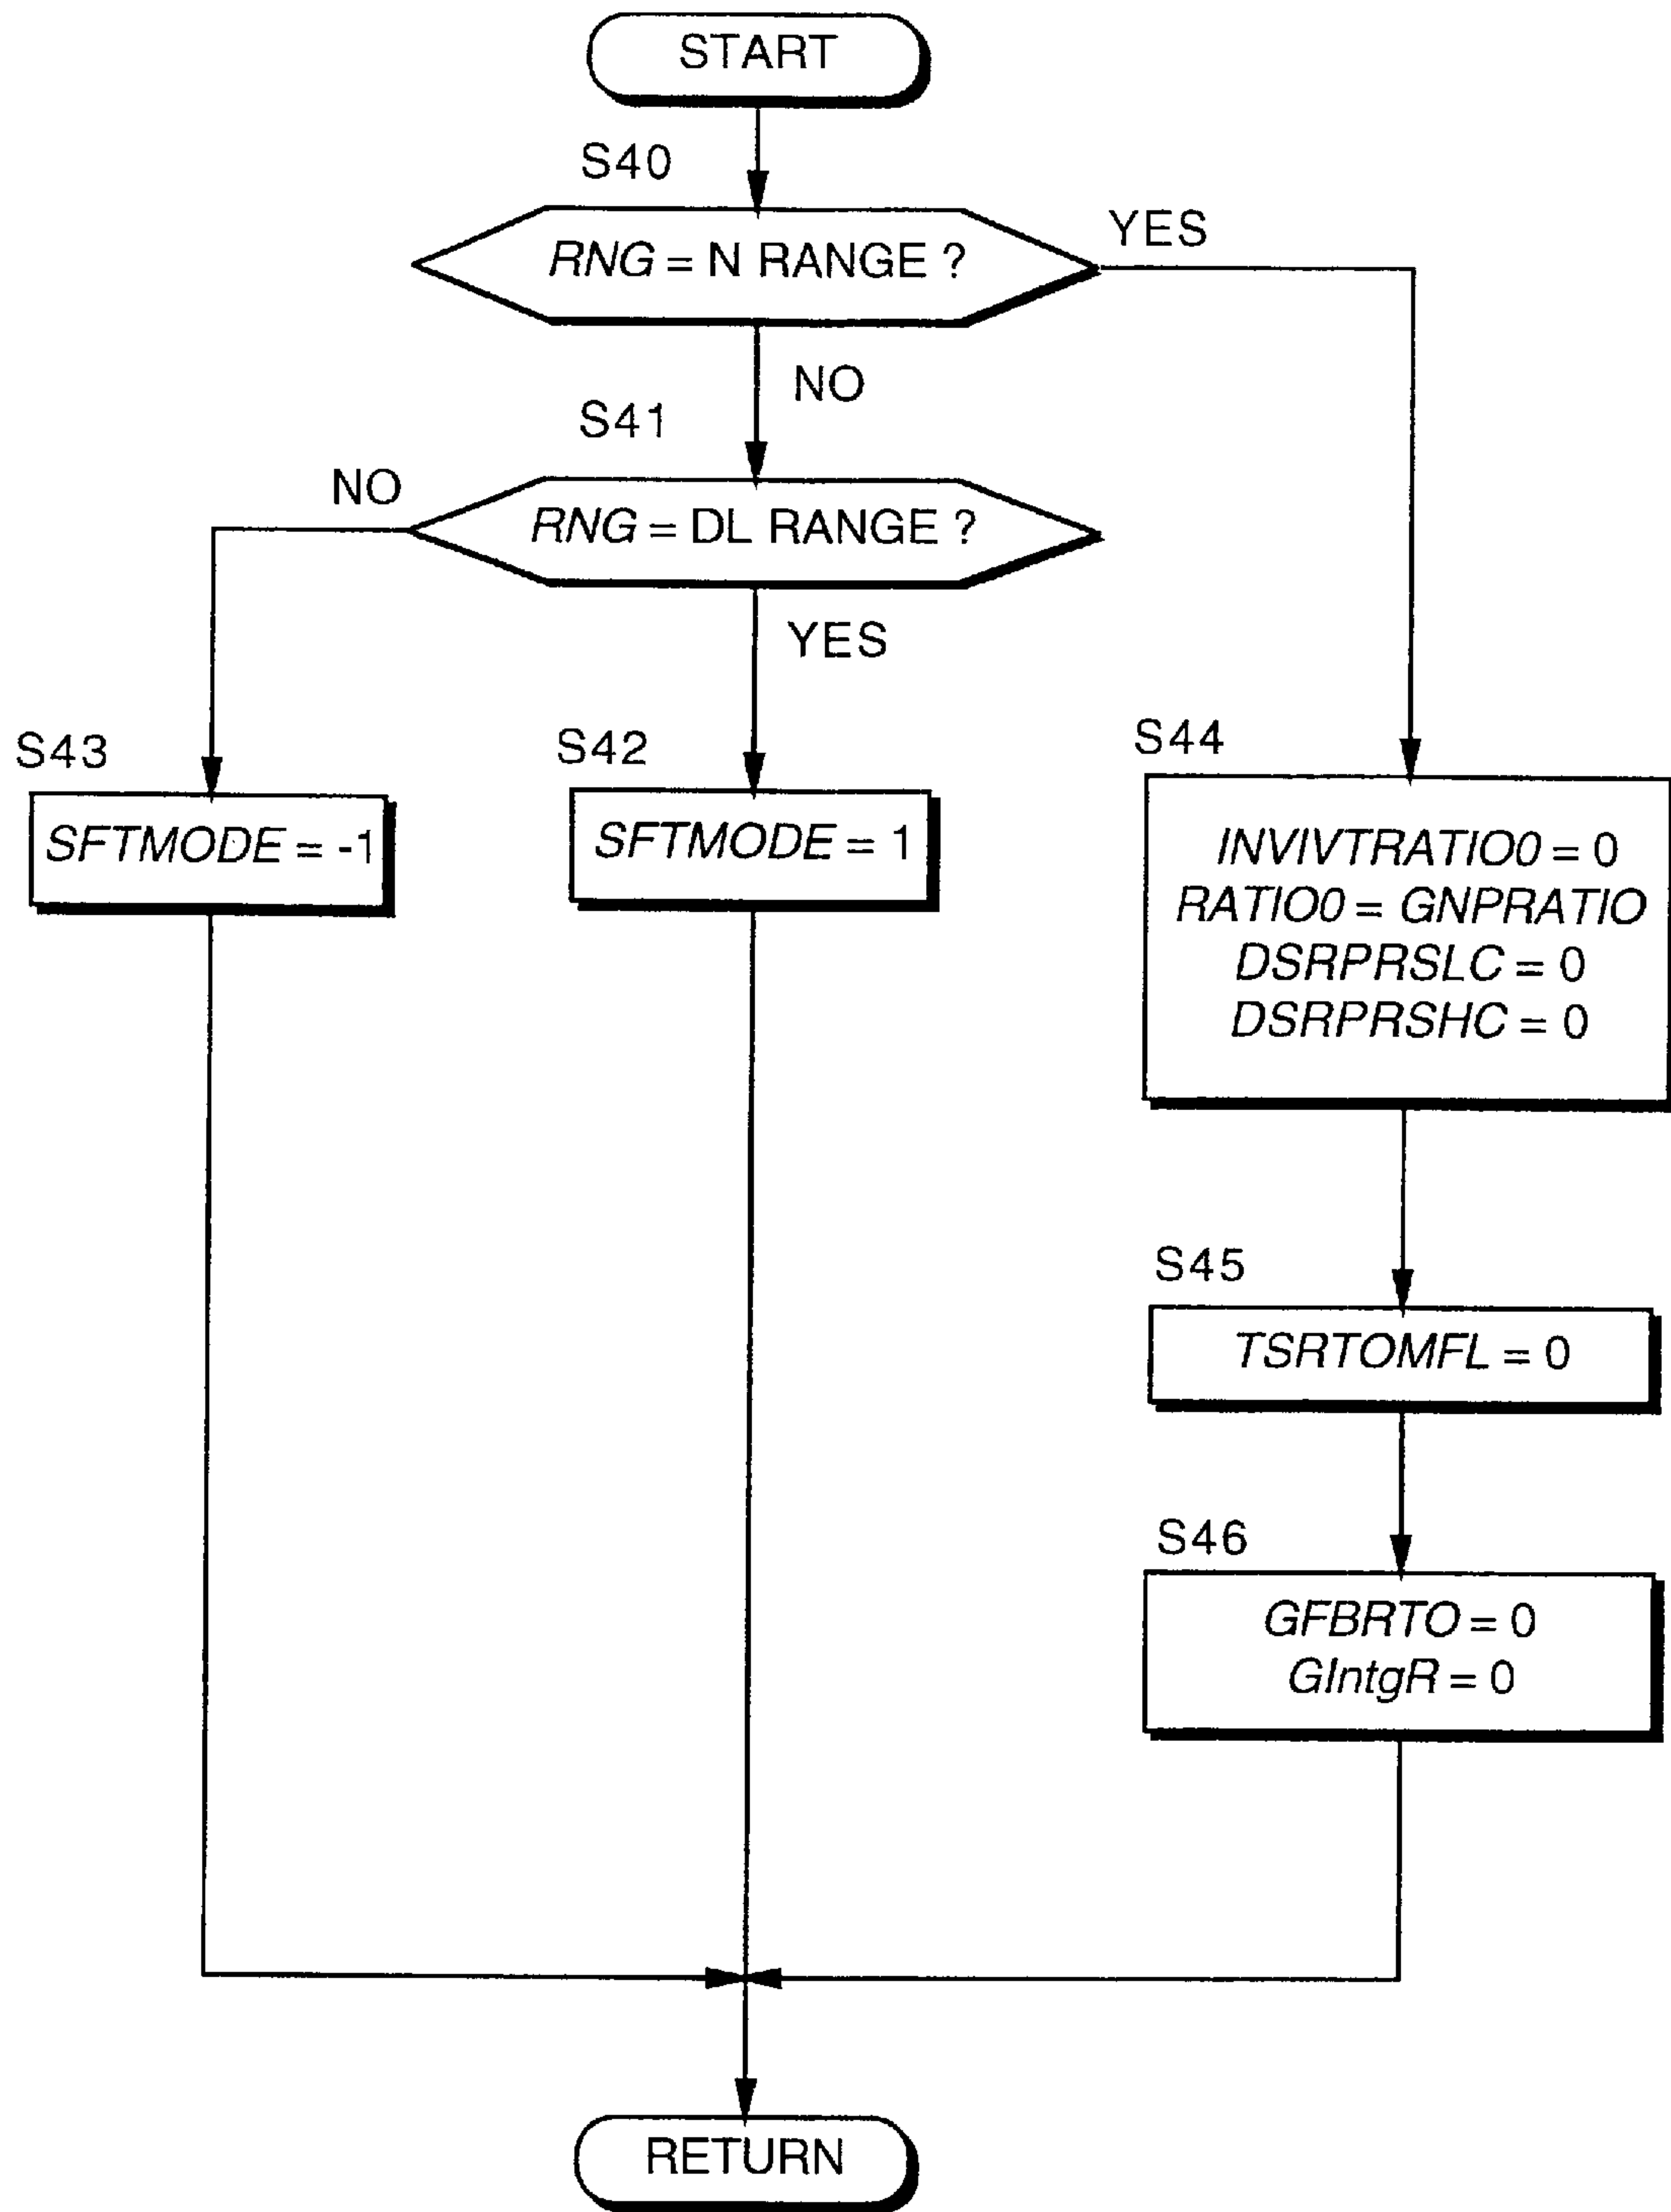 START
S40
RNG = N RANGE ?
YES
NO
S41
NO
RNG = DL RANGE ?
YES
S43
SFTMODE = -1
S42
SFTMODE = 1
S44
INVIVTRATIO0 = 0
RATIO0 = GNPRATIO
DSRPRSLC = 0
DSRPRSHC = 0
S45
TSRTOMFL = 0
S46
GFBRTO = 0
GIntgR = 0
RETURN